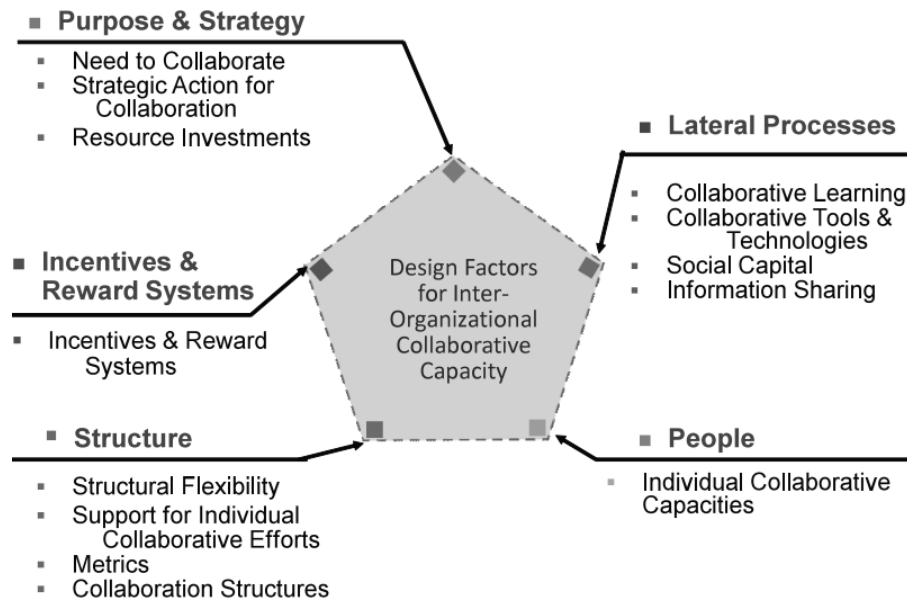 Purpose & Strategy
Need to Collaborate
Strategic Action for
Collaboration
Resource Investments
Lateral Processes
Collaborative Learning
Collaborative Tools &
Technologies
Social Capital
Information Sharing
Incentives &
Reward Systems
Incentives & Reward
Systems
Design Factors
for Inter-
Organizational
Collaborative
Capacity
Structure
Structural Flexibility
Support for Individual
Collaborative Efforts
Metrics
Collaboration Structures
People
Individual Collaborative
Capacities